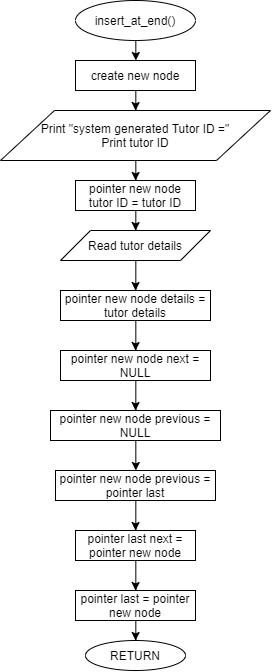 insert_at_end()
create new node
Print "system generated Tutor ID ="
Print tutor ID
pointer new node
tutor ID = tutor ID
Read tutor details
pointer new node details =
tutor details
pointer new node next =
NULL
pointer new node previous =
NULL
pointer new node previous =
pointer last
pointer last next =
pointer new node
pointer last = pointer
new node
RETURN